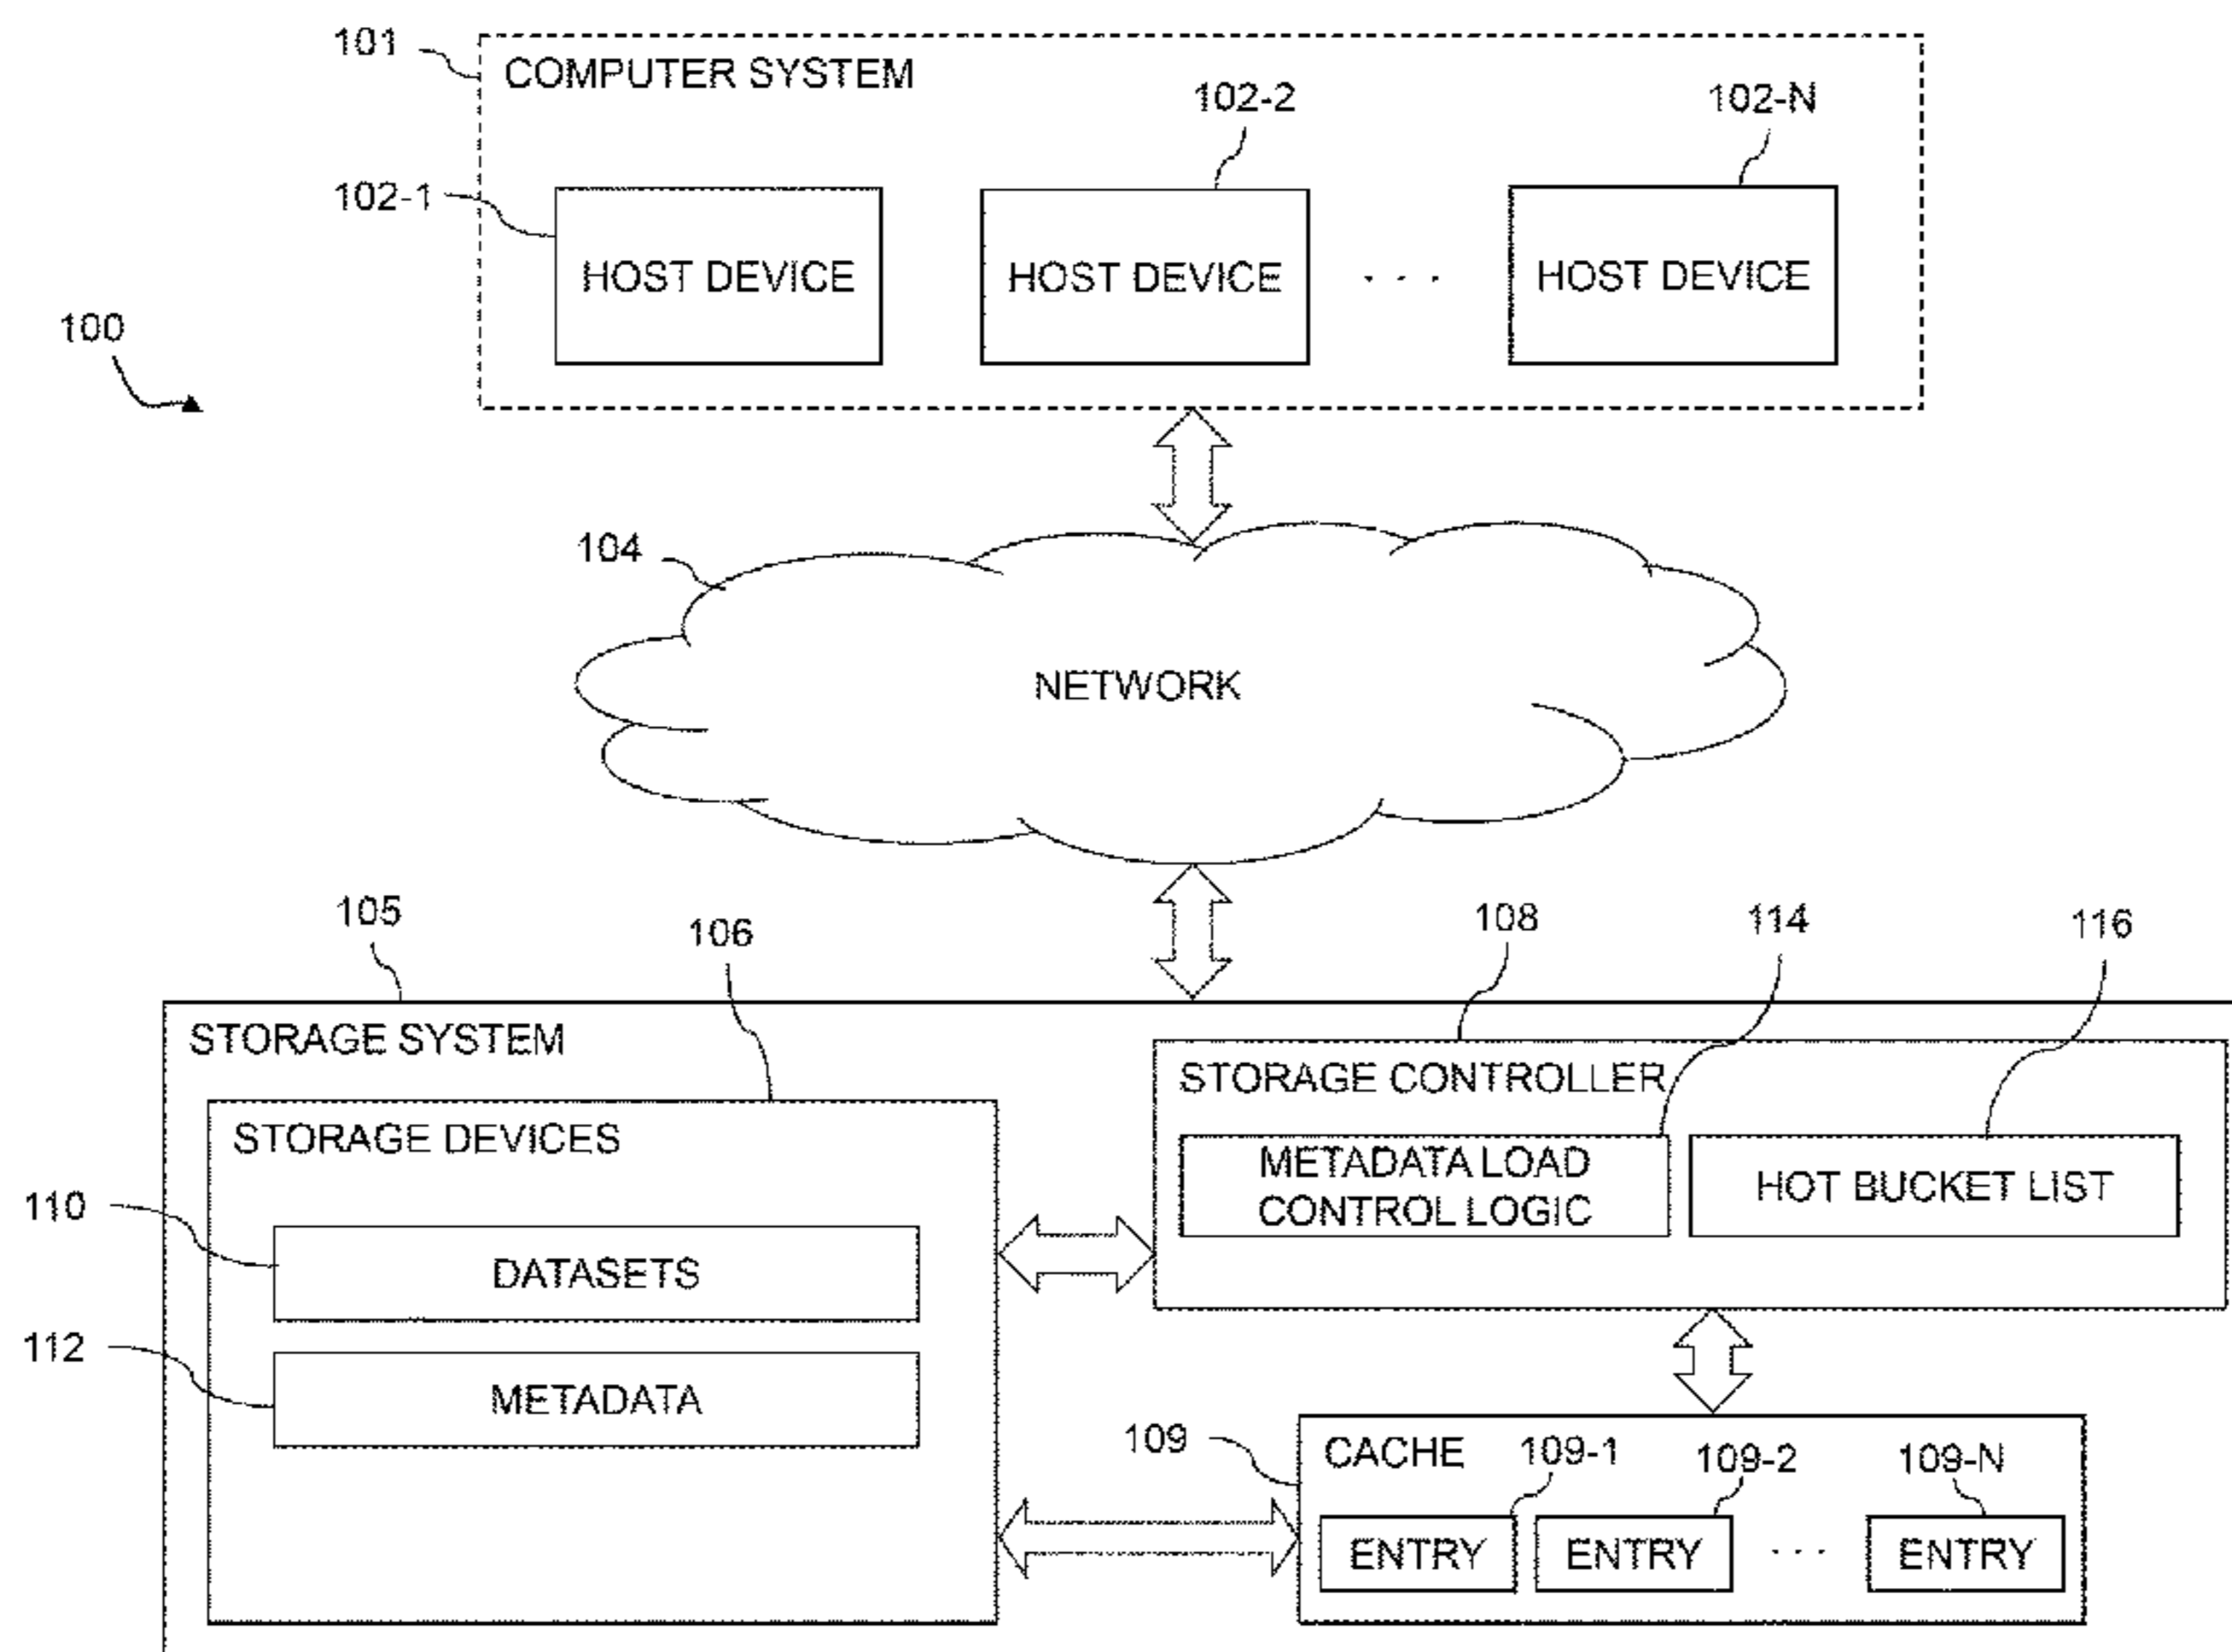 101
COMPUTER SYSTEM
102-2
102-N
102-1
HOST DEVICE
HOST DEVICE
. . .
HOST DEVICE
100
104
NETWORK
105
106
108
114
116
STORAGE SYSTEM
STORAGE CONTROLLER
STORAGE DEVICES
METADATA LOAD
CONTROL LOGIC
HOT BUCKET LIST
110
DATASETS
112
METADATA
109
CACHE
109-1
109-2
109-N
ENTRY
ENTRY
. . .
ENTRY